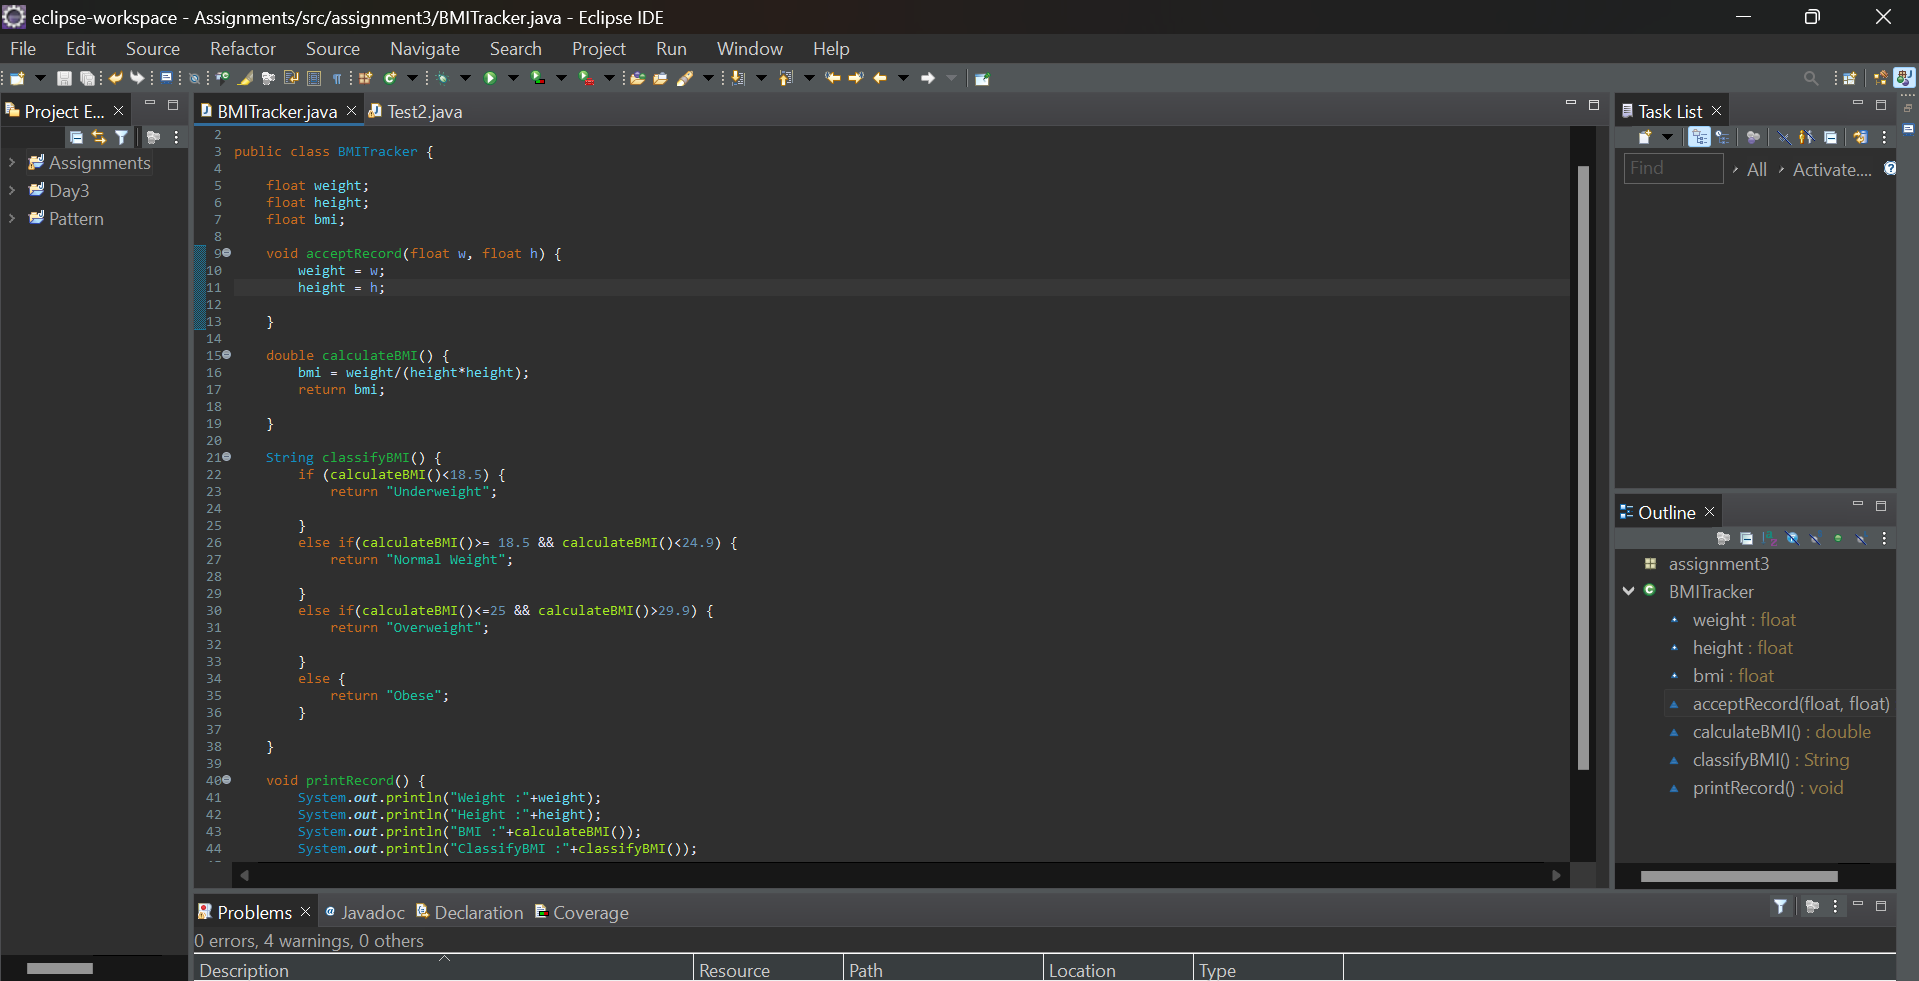 eclipse-workspace - Assignments/src/assignment3/BMITracker.java - Eclipse IDE
File Edit Source Refactor Source Navigate Search Project Run Window Help
Project E...
Assignments
Day3
Pattern
BMITracker.java Test2.java
2
3 public class BMITracker {
4
5 float weight;
6 float height;
7 float bmi;
8
9 void acceptRecord(float w, float h) {
10 weight = w;
11 height = h;
12
13 }
14
15 double calculateBMI() {
16 bmi = weight/(height*height);
17 return bmi;
18
19 }
20
21 String classifyBMI() {
22 if (calculateBMI()<18.5) {
23 return "Underweight";
24
25 }
26 else if(calculateBMI()>= 18.5 && calculateBMI()<24.9) {
27 return "Normal Weight";
28
29 }
30 else if(calculateBMI()<=25 && calculateBMI()>29.9) {
31 return "Overweight";
32
33 }
34 else {
35 return "Obese";
36 }
37
38 }
39
40 void printRecord() {
41 System.out.println("Weight :"+weight);
42 System.out.println("Height :"+height);
43 System.out.println("BMI :"+calculateBMI());
44 System.out.println("ClassifyBMI :"+classifyBMI());
Task List
Find All Activate....
Outline
assignment3
BMITracker
weight : float
height : float
bmi : float
acceptRecord(float, float)
calculateBMI() : double
classifyBMI() : String
printRecord() : void
Problems Javadoc Declaration Coverage
0 errors, 4 warnings, 0 others
Description Resource Path Location Type